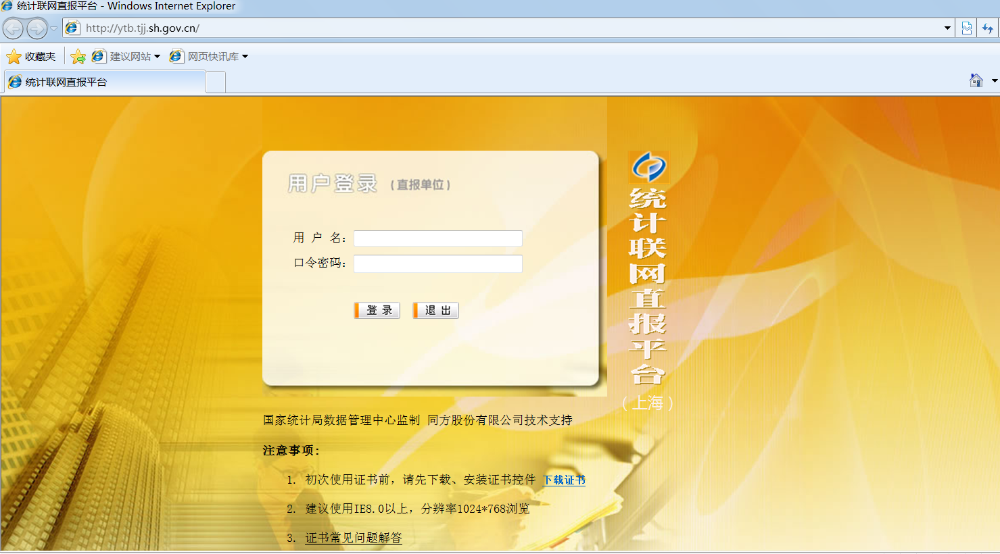 统计联网直报平台 - Windows Internet Explorer
http://ytb.tjj.sh.gov.cn/
收藏夹 建议网站 网页快讯库
统计联网直报平台
用户登录 (直报单位)
用 户 名:
口令密码:
登 录 退 出
统计联网直报平台
(上海)
国家统计局数据管理中心监制 同方股份有限公司技术支持
注意事项:
1. 初次使用证书前,请先下载、安装证书控件 下载证书
2. 建议使用IE8.0以上,分辨率1024*768浏览
3. 证书常见问题解答